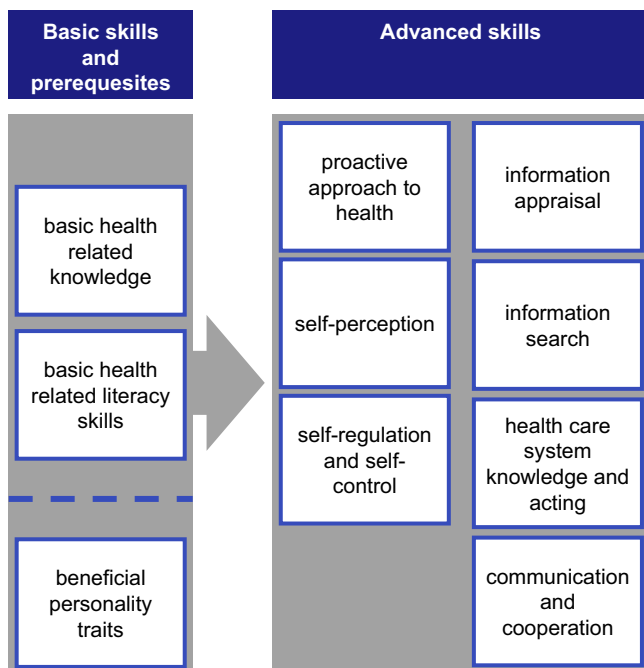 Basic skills
and
prerequesites
Advanced skills
basic health
related
knowledge
basic health
related literacy
skills
beneficial
personality
traits
proactive
approach to
health
self-perception
self-regulation
and self-
control
information
appraisal
information
search
health care
system
knowledge and
acting
communication
and
cooperation